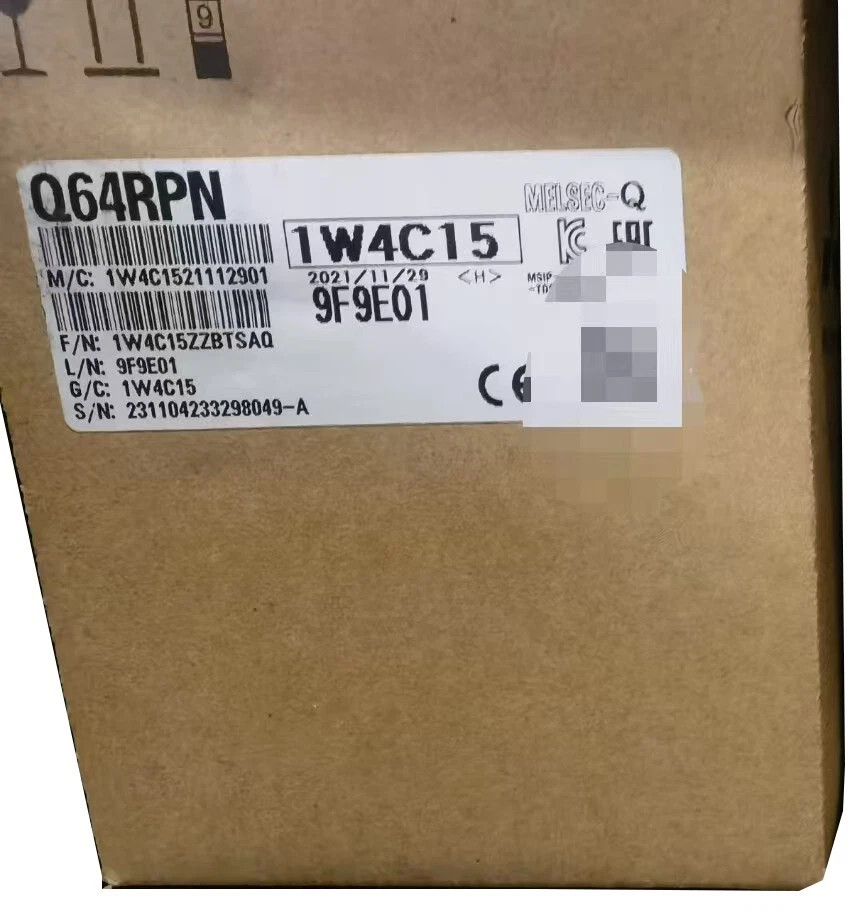 9
Q64RPN
MELSEC-Q
1W4C15
M/C: 1W4C1521112901
2021/11/29 <H>
MSIP
9F9E01
F/N: 1W4C15ZZBTSAQ
L/N: 9F9E01
G/C: 1W4C15
S/N: 231104233298049-A